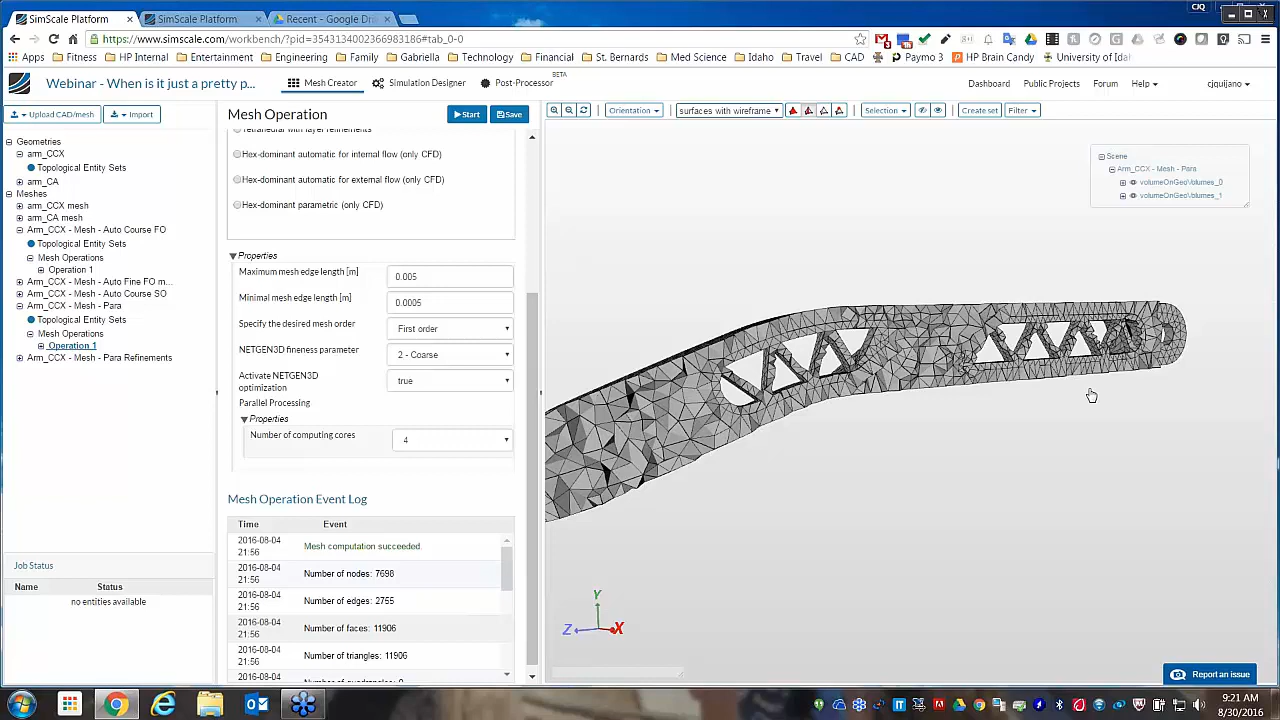 CIQ
SimScale Platform
SimScale Platform
Recent - Google Dri
https://www.simscale.com/workbench/?pid=3543134002366983186#tab_0-0
Apps
Fitness
HP Internal
Entertainment
Engineering
Family
Gabriella
Technology
Financial
St. Bernards
Med Science
Idaho
Travel
CAD
Paymo 3
HP Brain Candy
University of Idah
Webinar - When is it just a pretty p...
Mesh Creator
Simulation Designer
Post-Processor
BETA
Dashboard
Public Projects
Forum
Help
cjquijano
Upload CAD/mesh
Import
Mesh Operation
Start
Save
Orientation
surfaces with wireframe
Selection
Create set
Filter
Geometries
arm_CCX
Topological Entity Sets
arm_CA
Meshes
arm_CCX mesh
arm_CA mesh
Arm_CCX - Mesh - Auto Course FO
Topological Entity Sets
Mesh Operations
Operation 1
Arm_CCX - Mesh - Auto Fine FO m...
Arm_CCX - Mesh - Auto Course SO
Arm_CCX - Mesh - Para
Topological Entity Sets
Mesh Operations
Operation 1
Arm_CCX - Mesh - Para Refinements
Job Status
Name Status
no entities available
Tetrahedral with layer refinements
Hex-dominant automatic for internal flow (only CFD)
Hex-dominant automatic for external flow (only CFD)
Hex-dominant parametric (only CFD)
Properties
Maximum mesh edge length [m] 0.005
Minimal mesh edge length [m] 0.0005
Specify the desired mesh order First order
NETGEN3D fineness parameter 2 - Coarse
Activate NETGEN3D optimization true
Parallel Processing
Properties
Number of computing cores 4
Mesh Operation Event Log
Time Event
2016-08-04 21:56 Mesh computation succeeded.
2016-08-04 21:56 Number of nodes: 7698
2016-08-04 21:56 Number of edges: 2755
2016-08-04 21:56 Number of faces: 11906
2016-08-04 21:56 Number of triangles: 11906
2016-08-04
Scene
Arm_CCX - Mesh - Para
Y
Z
X
Report an issue
9:21 AM
8/30/2016